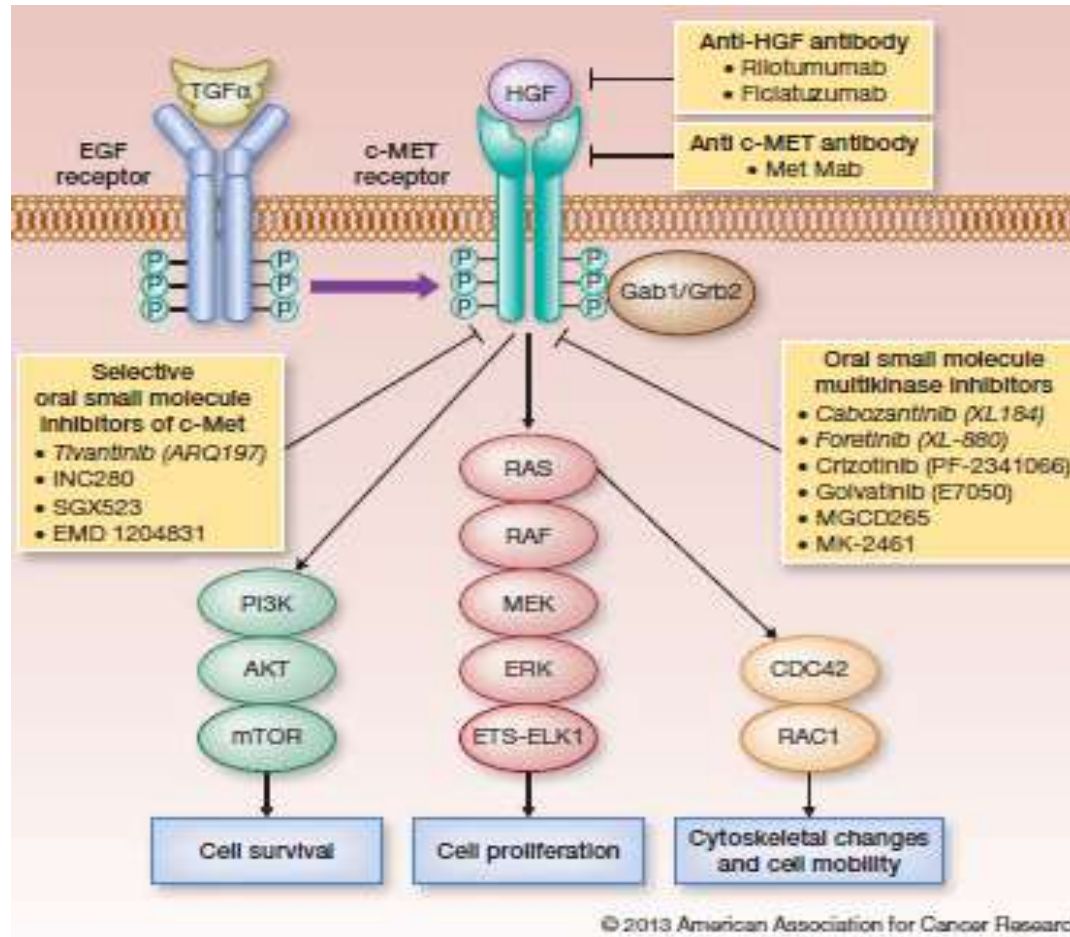 TGFα
EGF
receptor
HGF
c-MET
receptor
Anti-HGF antibody
• Rilotumumab
• Ficlatuzumab
Anti c-MET antibody
• Met Mab
P
P
P
P
P
P
P
P
P
P
P
P
Gab1/Grb2
Selective
oral small molecule
inhibitors of c-Met
• Tivantinib (ARQ197)
• INC280
• SGX523
• EMD 1204831
Oral small molecule
multikinase inhibitors
• Cabozantinib (XL184)
• Foretinib (XL-880)
• Crizotinib (PF-2341066)
• Golvatinib (E7050)
• MGCD265
• MK-2461
RAS
RAF
MEK
ERK
ETS-ELK1
PI3K
AKT
mTOR
CDC42
RAC1
Cell survival
Cell proliferation
Cytoskeletal changes
and cell mobility
© 2013 American Association for Cancer Researc